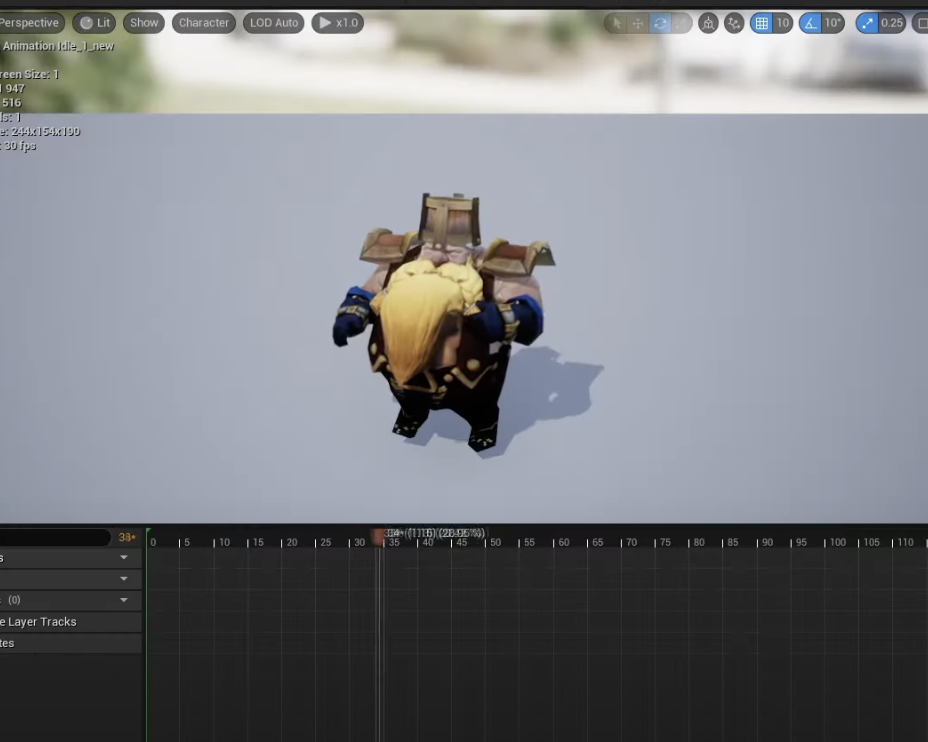 Perspective Lit Show Character LOD Auto x1.0 10 10° 0.25
Animation Idle_1_new
reen Size: 1
947
516
ls: 1
e: 244x154x190
: 30 fps
0 5 10 15 20 25 30 35 40 45 50 55 60 65 70 75 80 85 90 95 100 105 110
s
(0)
e Layer Tracks
tes